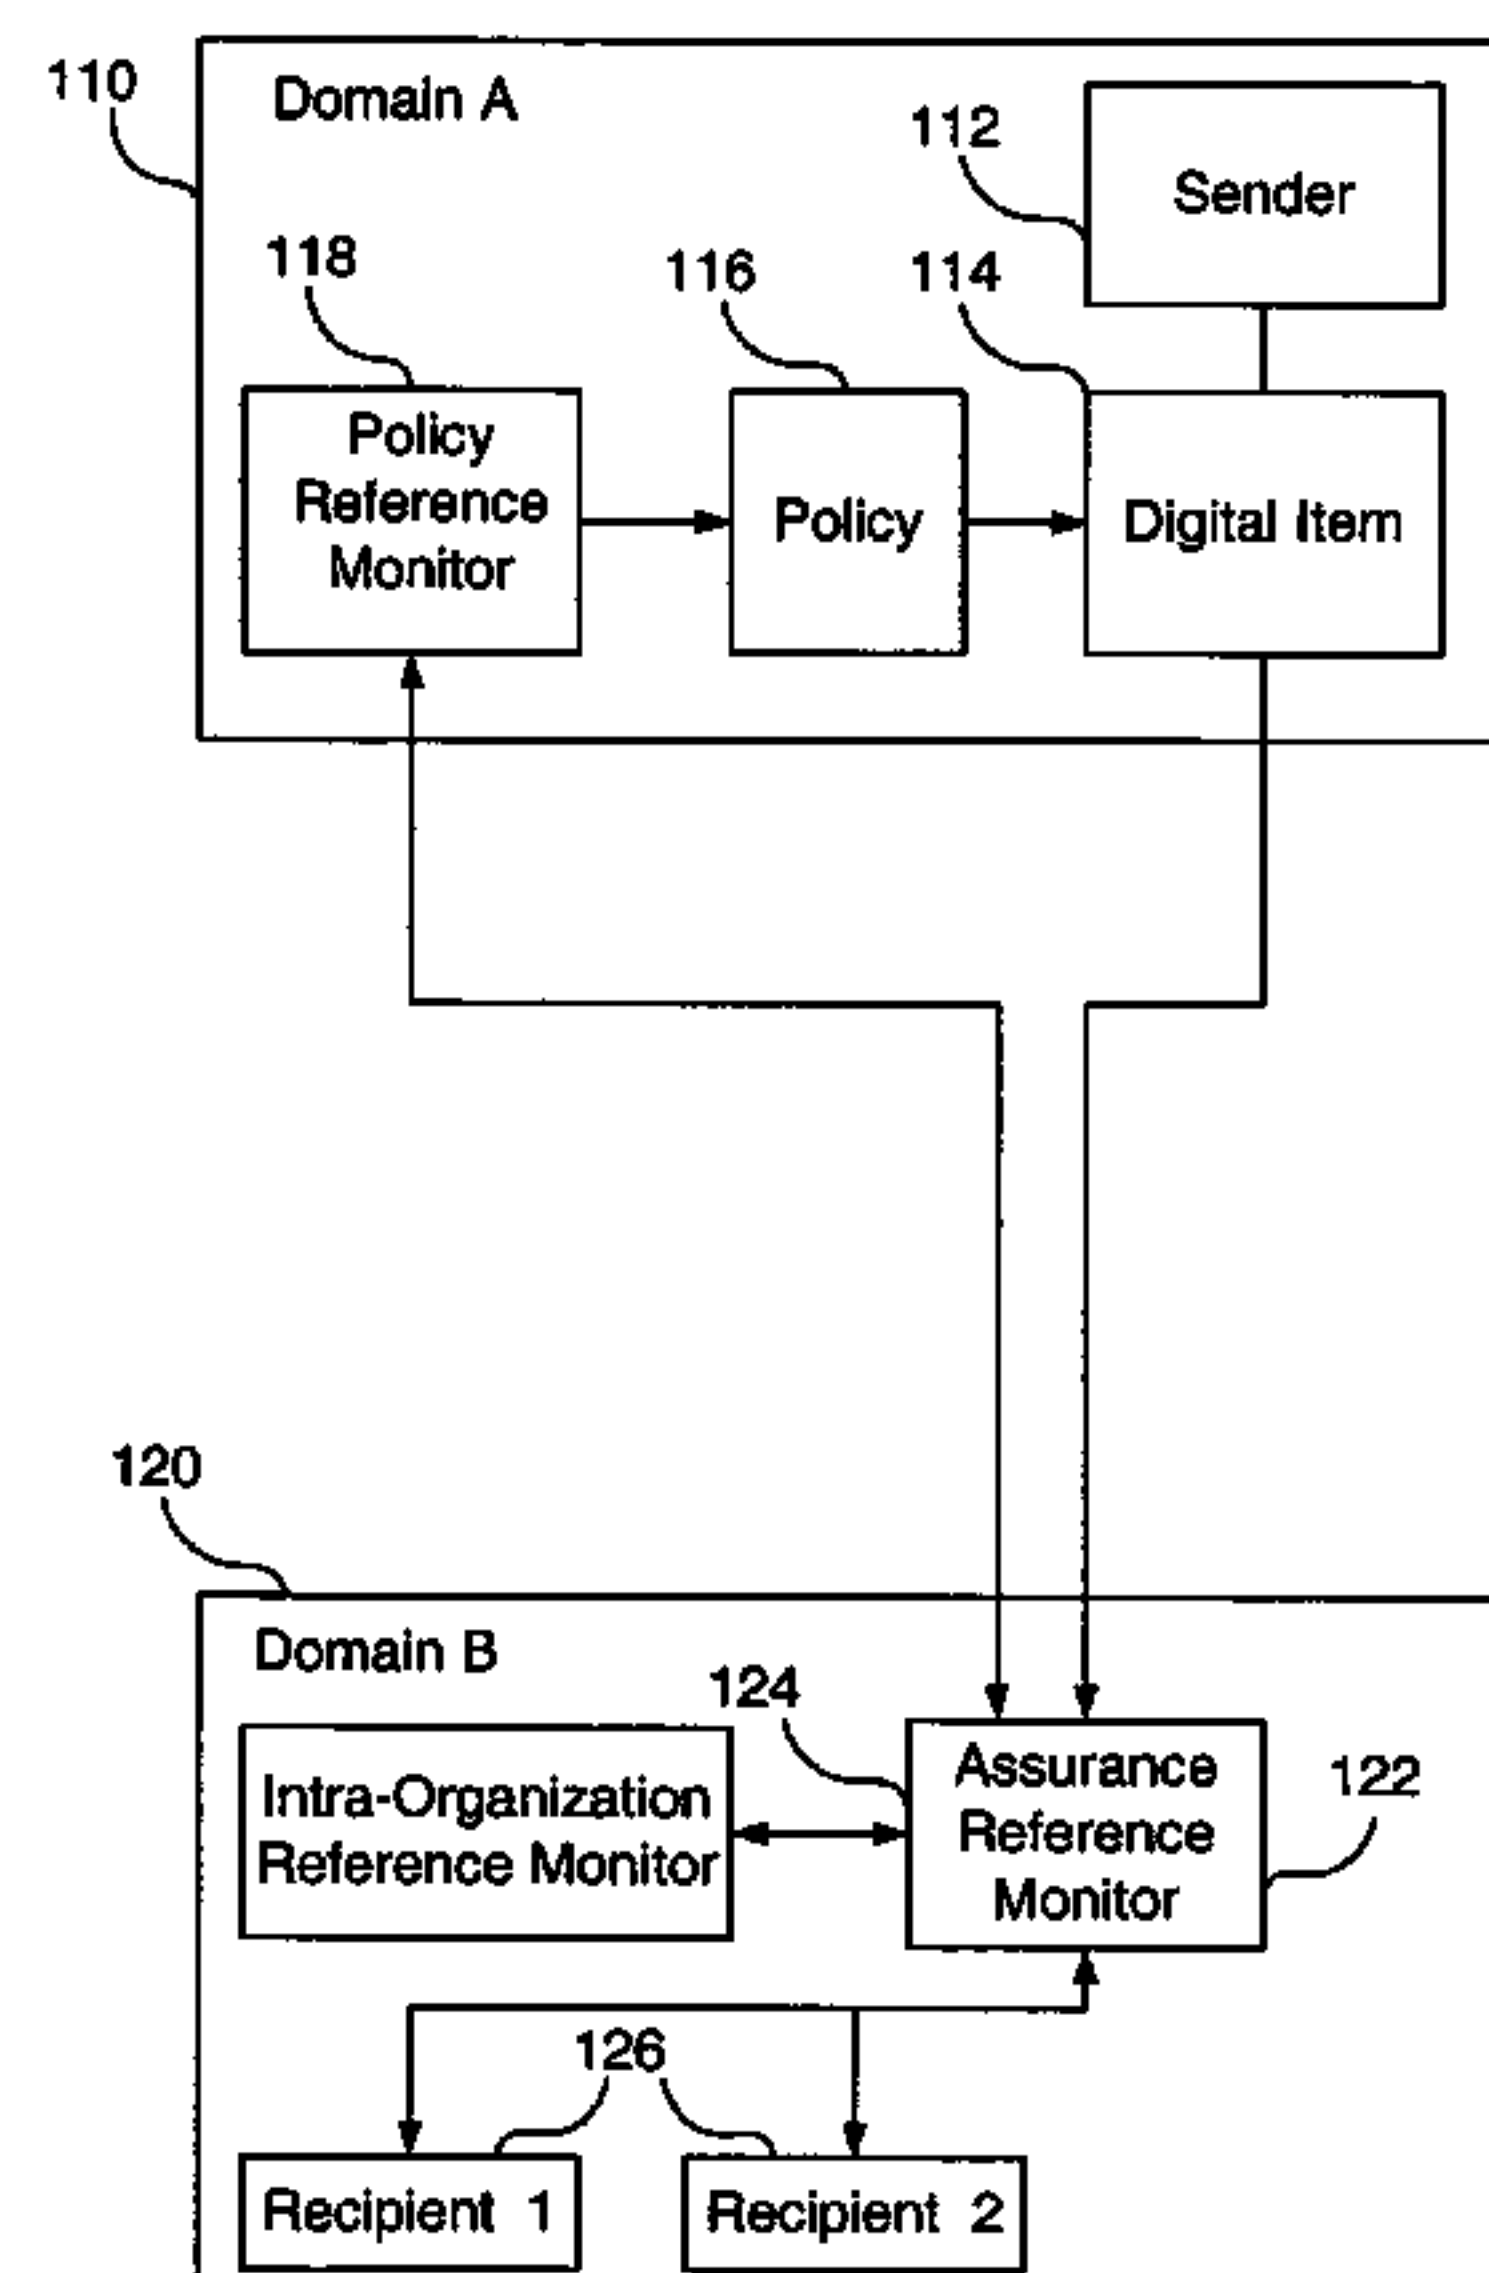 110
Domain A
112
Sender
118
116
114
Policy
Reference
Monitor
Policy
Digital Item
120
Domain B
124
Intra-Organization
Reference Monitor
Assurance
Reference
Monitor
122
126
Recipient 1
Recipient 2